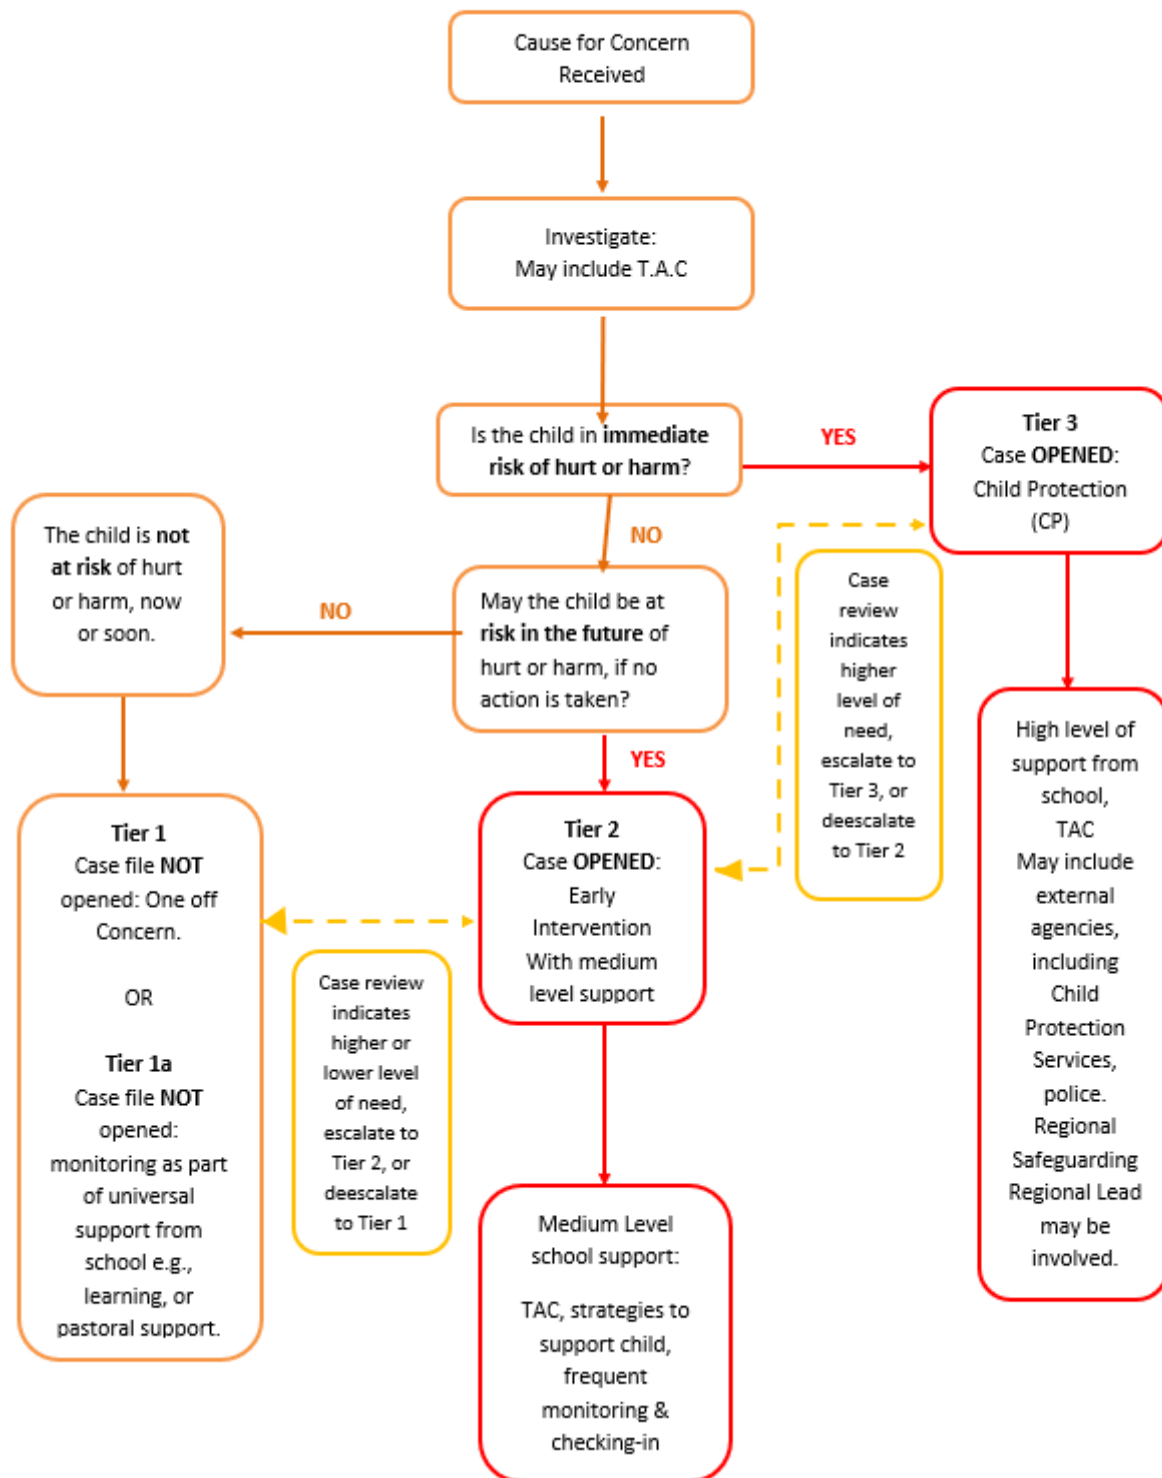 Cause for Concern
Received
Investigate:
May include T.A.C
Is the child in immediate
risk of hurt or harm?
YES
Tier 3
Case OPENED:
Child Protection
(CP)
NO
The child is not
at risk of hurt
or harm, now
or soon.
NO
May the child be at
risk in the future of
hurt or harm, if no
action is taken?
Case
review
indicates
higher
level of
need,
escalate to
Tier 3, or
deescalate
to Tier 2
High level of
support from
school,
TAC
May include
external
agencies,
including
Child
Protection
Services,
police.
Regional
Safeguarding
Regional Lead
may be
involved.
YES
Tier 1
Case file NOT
opened: One off
Concern.
OR
Tier 1a
Case file NOT
opened:
monitoring as part
of universal
support from
school e.g.,
learning, or
pastoral support.
Tier 2
Case OPENED:
Early
Intervention
With medium
level support
Case review
indicates
higher or
lower level
of need,
escalate to
Tier 2, or
deescalate
to Tier 1
Medium Level
school support:
TAC, strategies to
support child,
frequent
monitoring &
checking-in